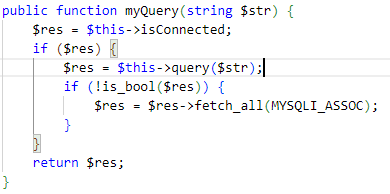 public function myQuery(string $str) {
    $res = $this->isConnected;
    if ($res) {
        $res = $this->query($str);
        if (!is_bool($res)) {
            $res = $res->fetch_all(MYSQLI_ASSOC);
        }
    }
    return $res;
}